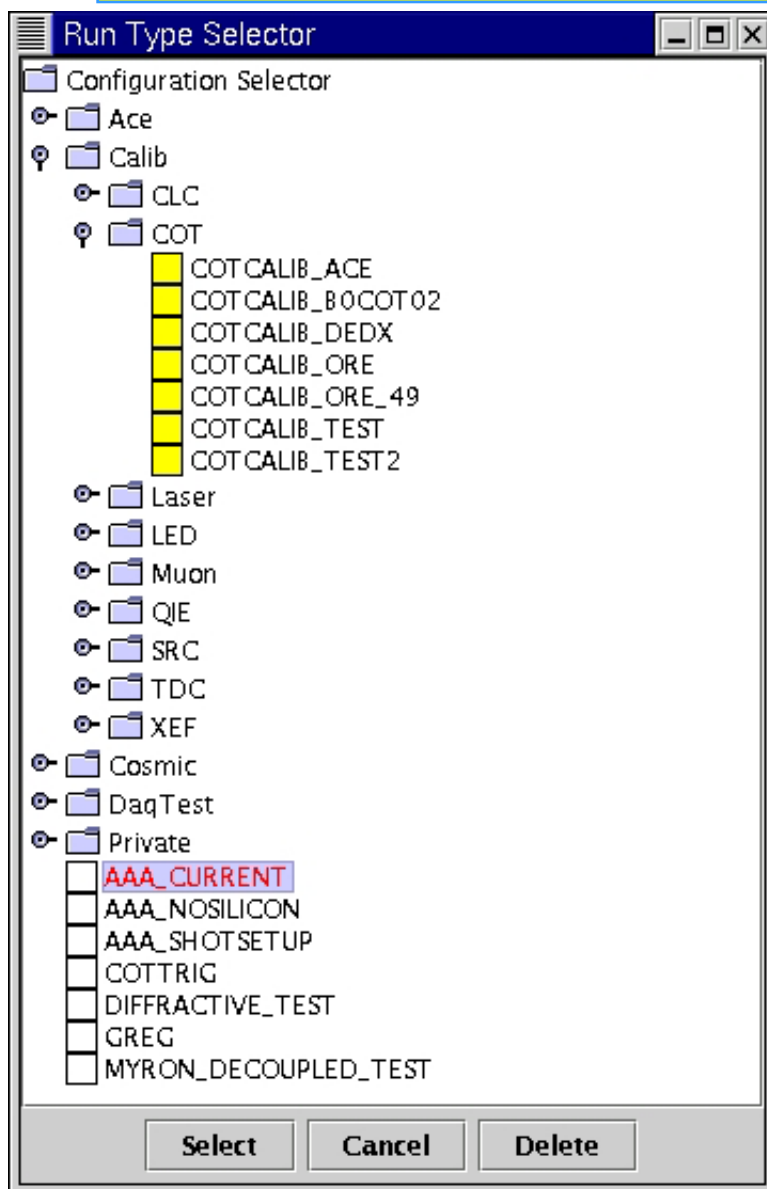 Run Type Selector
Configuration Selector
Ace
Calib
CLC
COT
COTCALIB_ACE
COTCALIB_B0COT02
COTCALIB_DEDX
COTCALIB_ORE
COTCALIB_ORE_49
COTCALIB_TEST
COTCALIB_TEST2
Laser
LED
Muon
QIE
SRC
TDC
XEF
Cosmic
DaqTest
Private
AAA_CURRENT
AAA_NOSILICON
AAA_SHOTSETUP
COTTRIG
DIFFRACTIVE_TEST
GREG
MYRON_DECOUPLED_TEST
Select Cancel Delete